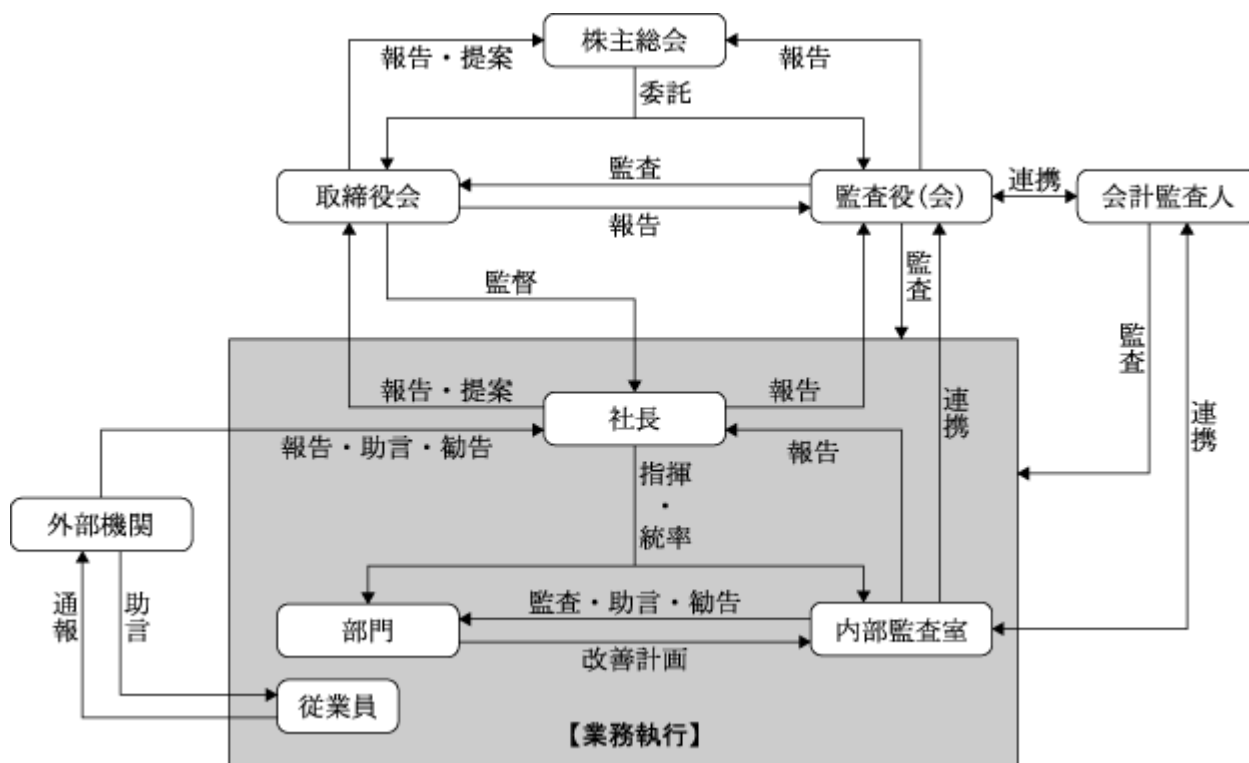 株主総会
報告・提案
報告
委託
取締役会
監査
報告
監査役(会)
連携
会計監査人
監督
監査
監査
連携
報告・提案
社長
報告
連携
報告・助言・勧告
報告
指揮
・
統率
外部機関
通報
助言
部門
監査・助言・勧告
改善計画
内部監査室
従業員
【業務執行】